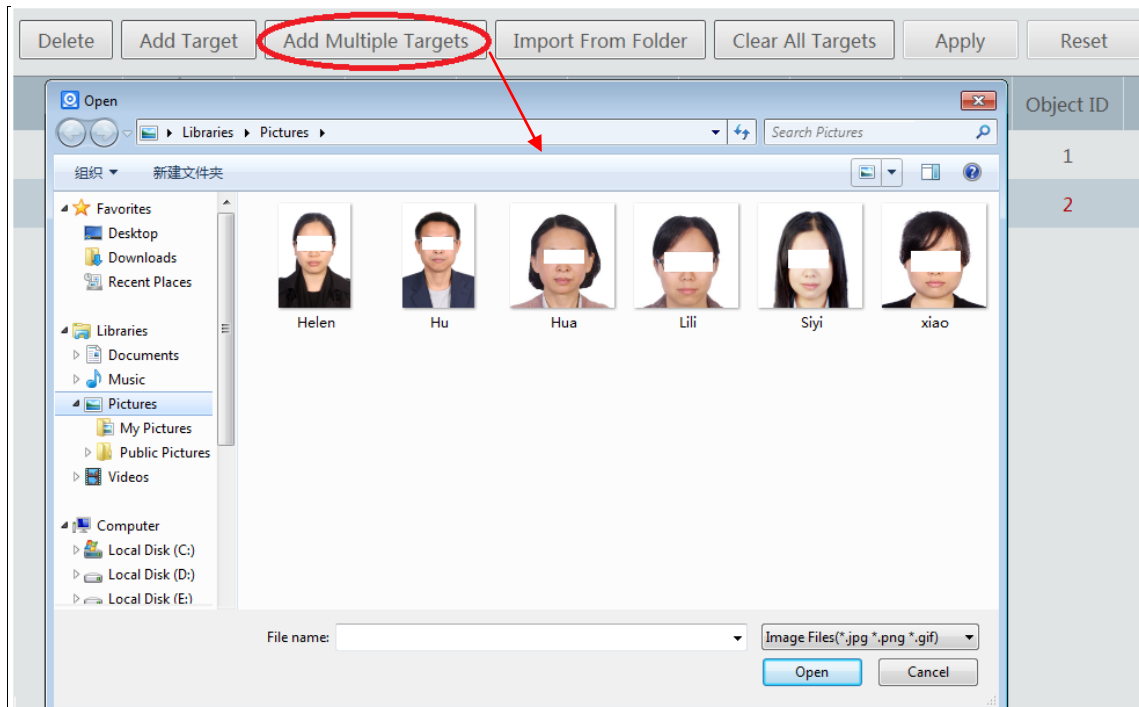 Delete Add Target Add Multiple Targets Import From Folder Clear All Targets Apply Reset
Open
Object ID
Libraries Pictures Search Pictures
组织 新建文件夹
1
2
Favorites
Desktop
Downloads
Recent Places
Helen Hu Hua Lili Siyi xiao
Libraries
Documents
Music
Pictures
My Pictures
Public Pictures
Videos
Computer
Local Disk (C:)
Local Disk (D:)
Local Disk (E:)
File name: Image Files(*.jpg *.png *.gif)
Open Cancel